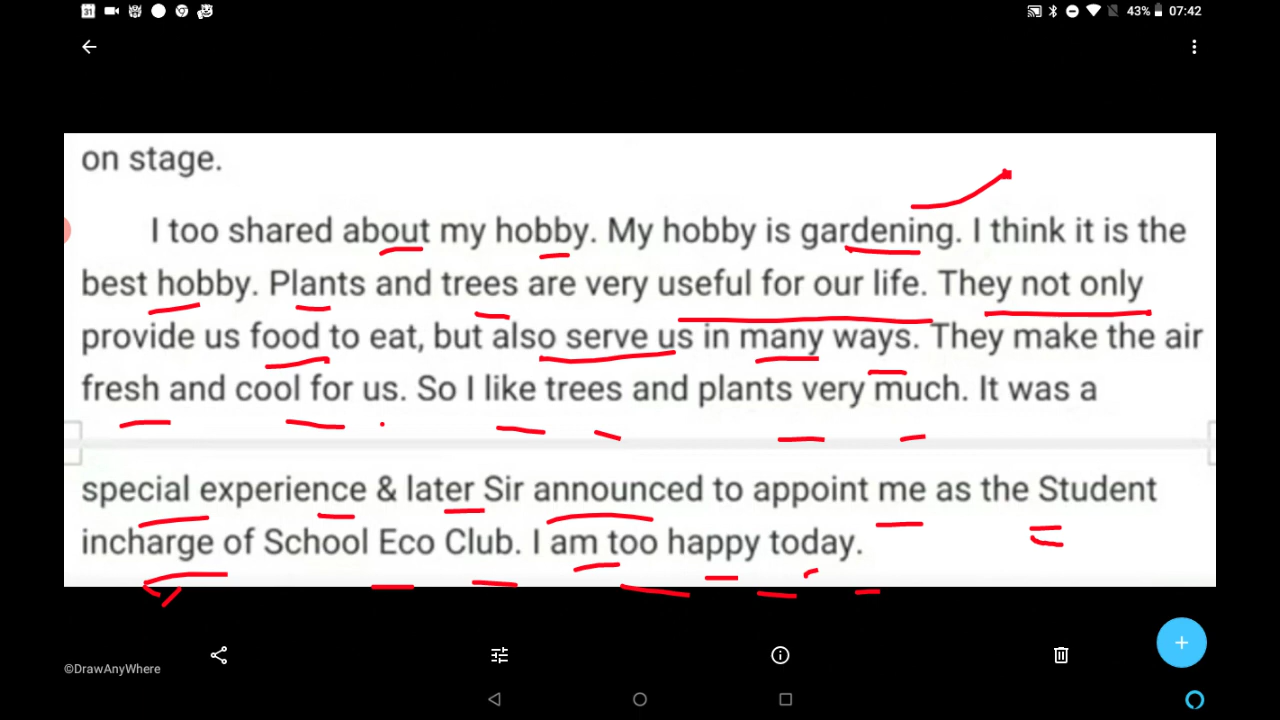 31 43% 07:42
on stage.
I too shared about my hobby. My hobby is gardening. I think it is the
best hobby. Plants and trees are very useful for our life. They not only
provide us food to eat, but also serve us in many ways. They make the air
fresh and cool for us. So I like trees and plants very much. It was a
special experience & later Sir announced to appoint me as the Student
incharge of School Eco Club. I am too happy today.
©DrawAnyWhere